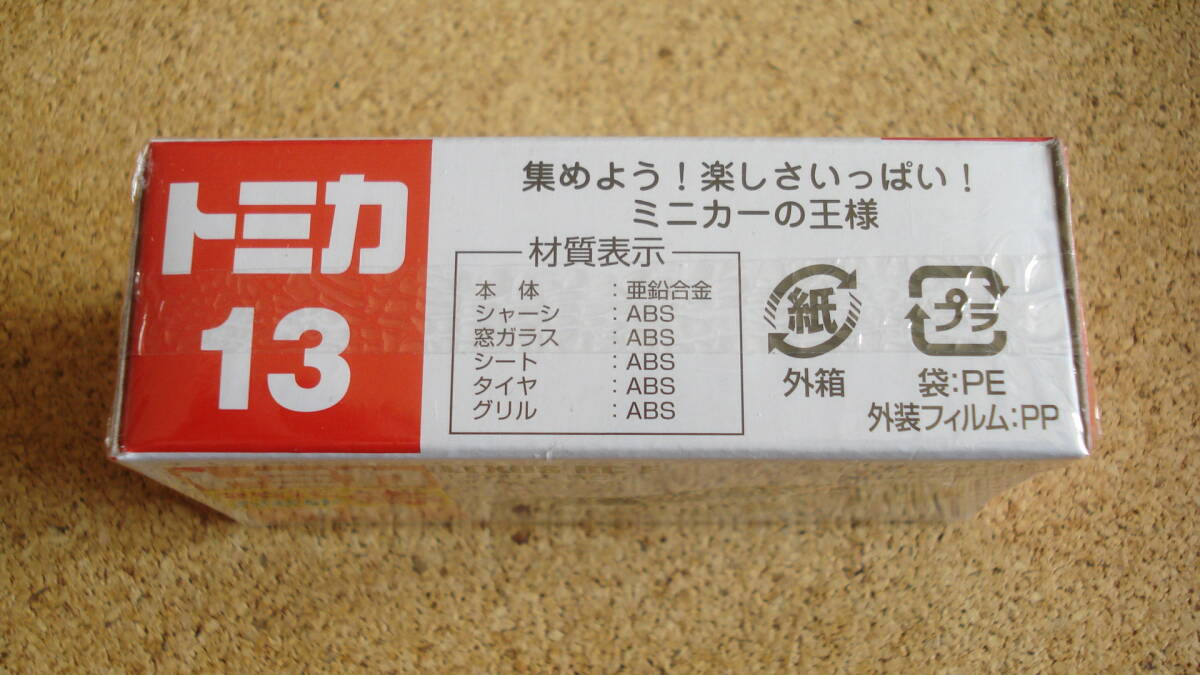 トミカ
13
集めよう!楽しさいっぱい!
ミニカーの王様
材質表示
本体:亜鉛合金
シャーシ:ABS
窓ガラス:ABS
シート:ABS
タイヤ:ABS
グリル:ABS
紙
外箱
プラ
袋:PE
外装フィルム:PP